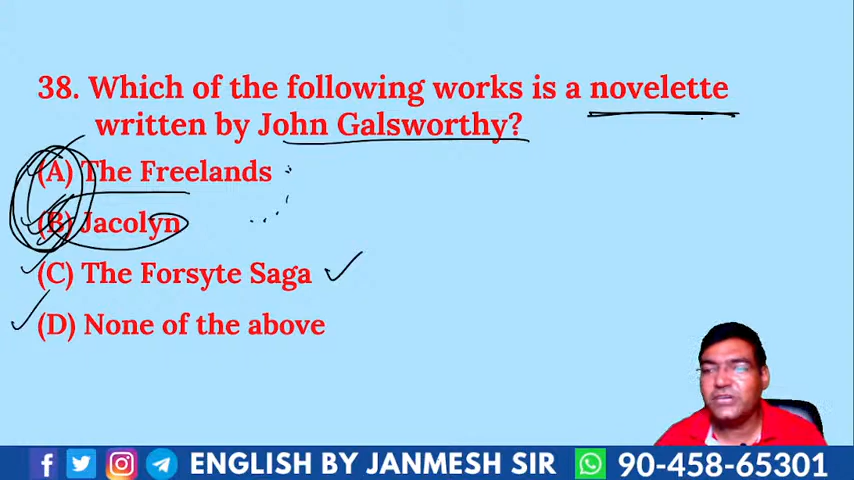 38. Which of the following works is a novelette
written by John Galsworthy?
(A) The Freelands
(B) Jacolyn
(C) The Forsyte Saga
(D) None of the above
ENGLISH BY JANMESH SIR 90-458-65301